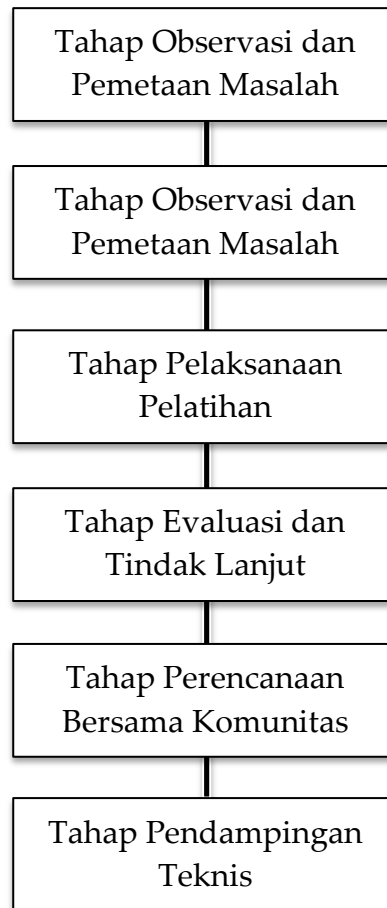 Tahap Observasi dan
Pemetaan Masalah
Tahap Observasi dan
Pemetaan Masalah
Tahap Pelaksanaan
Pelatihan
Tahap Evaluasi dan
Tindak Lanjut
Tahap Perencanaan
Bersama Komunitas
Tahap Pendampingan
Teknis